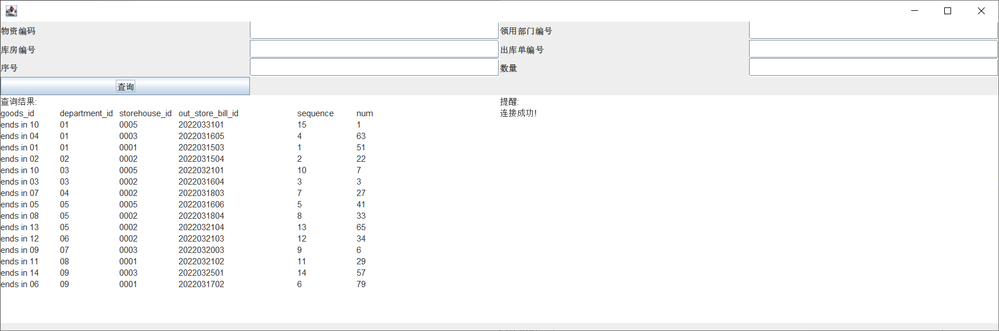 物资编码 领用部门编号
库房编号 出库单编号
序号 数量
查询
查询结果: 提醒:
goods_id department_id storehouse_id out_store_bill_id sequence num 连接成功!
ends in 10 01 0005 2022033101 15 1
ends in 04 01 0003 2022031605 4 63
ends in 01 01 0001 2022031503 1 51
ends in 02 02 0002 2022031504 2 22
ends in 10 03 0005 2022032101 10 7
ends in 03 03 0002 2022031604 3 3
ends in 07 04 0002 2022031803 7 27
ends in 05 05 0005 2022031606 5 41
ends in 08 05 0002 2022031804 8 33
ends in 13 05 0002 2022032104 13 65
ends in 12 06 0002 2022032103 12 34
ends in 09 07 0003 2022032003 9 6
ends in 11 08 0001 2022032102 11 29
ends in 14 09 0003 2022032501 14 57
ends in 06 09 0001 2022031702 6 79